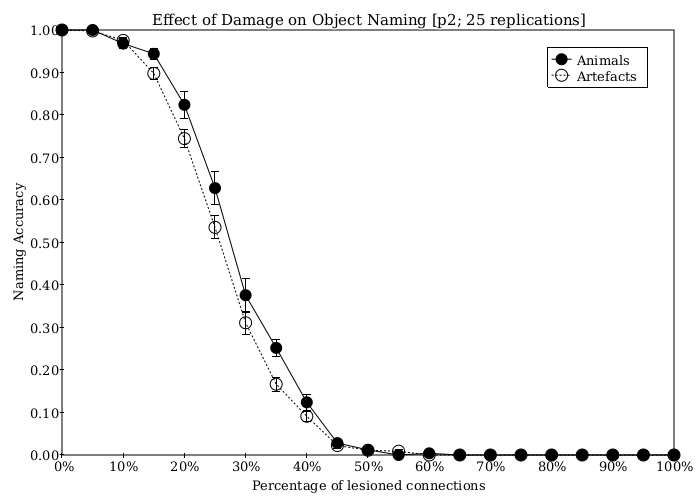 Effect of Damage on Object Naming [p2; 25 replications]
1.00
0.90
0.80
0.70
0.60
0.50
0.40
0.30
0.20
0.10
0.00
Naming Accuracy
Animals
Artefacts
0% 10% 20% 30% 40% 50% 60% 70% 80% 90% 100%
Percentage of lesioned connections